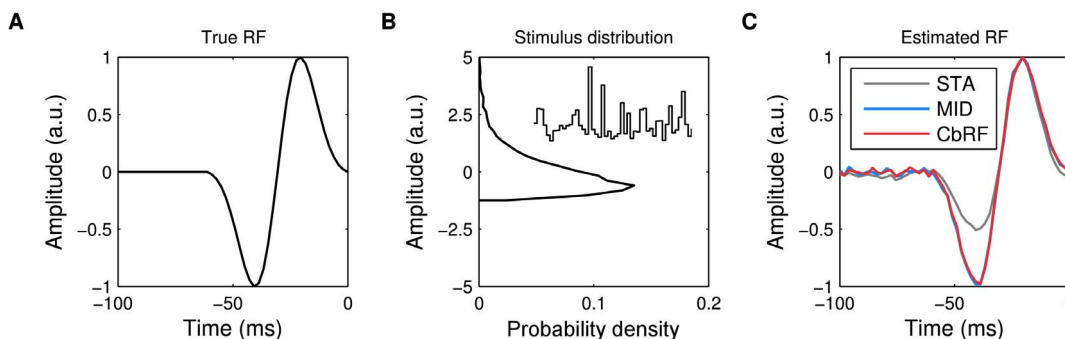 A
True RF
Amplitude (a.u.)
1
0.5
0
−0.5
−1
−100
−50
0
Time (ms)
B
Stimulus distribution
Amplitude (a.u.)
5
2.5
0
−2.5
−5
0
0.1
0.2
Probability density
C
Estimated RF
Amplitude (a.u.)
1
0.5
0
−0.5
−1
STA
MID
CbRF
−100
−50
Time (ms)